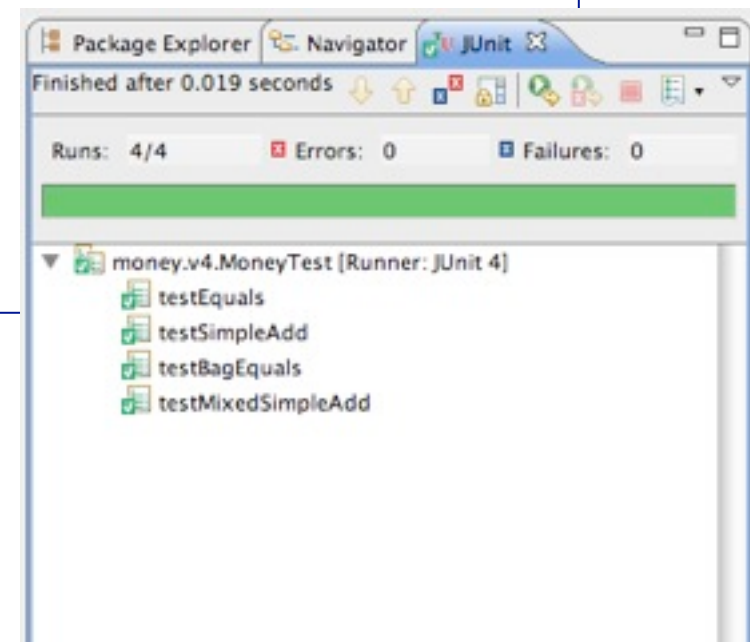 Package Explorer Navigator JUnit
Finished after 0.019 seconds
Runs: 4/4 Errors: 0 Failures: 0
money.v4.MoneyTest [Runner: JUnit 4]
testEquals
testSimpleAdd
testBagEquals
testMixedSimpleAdd